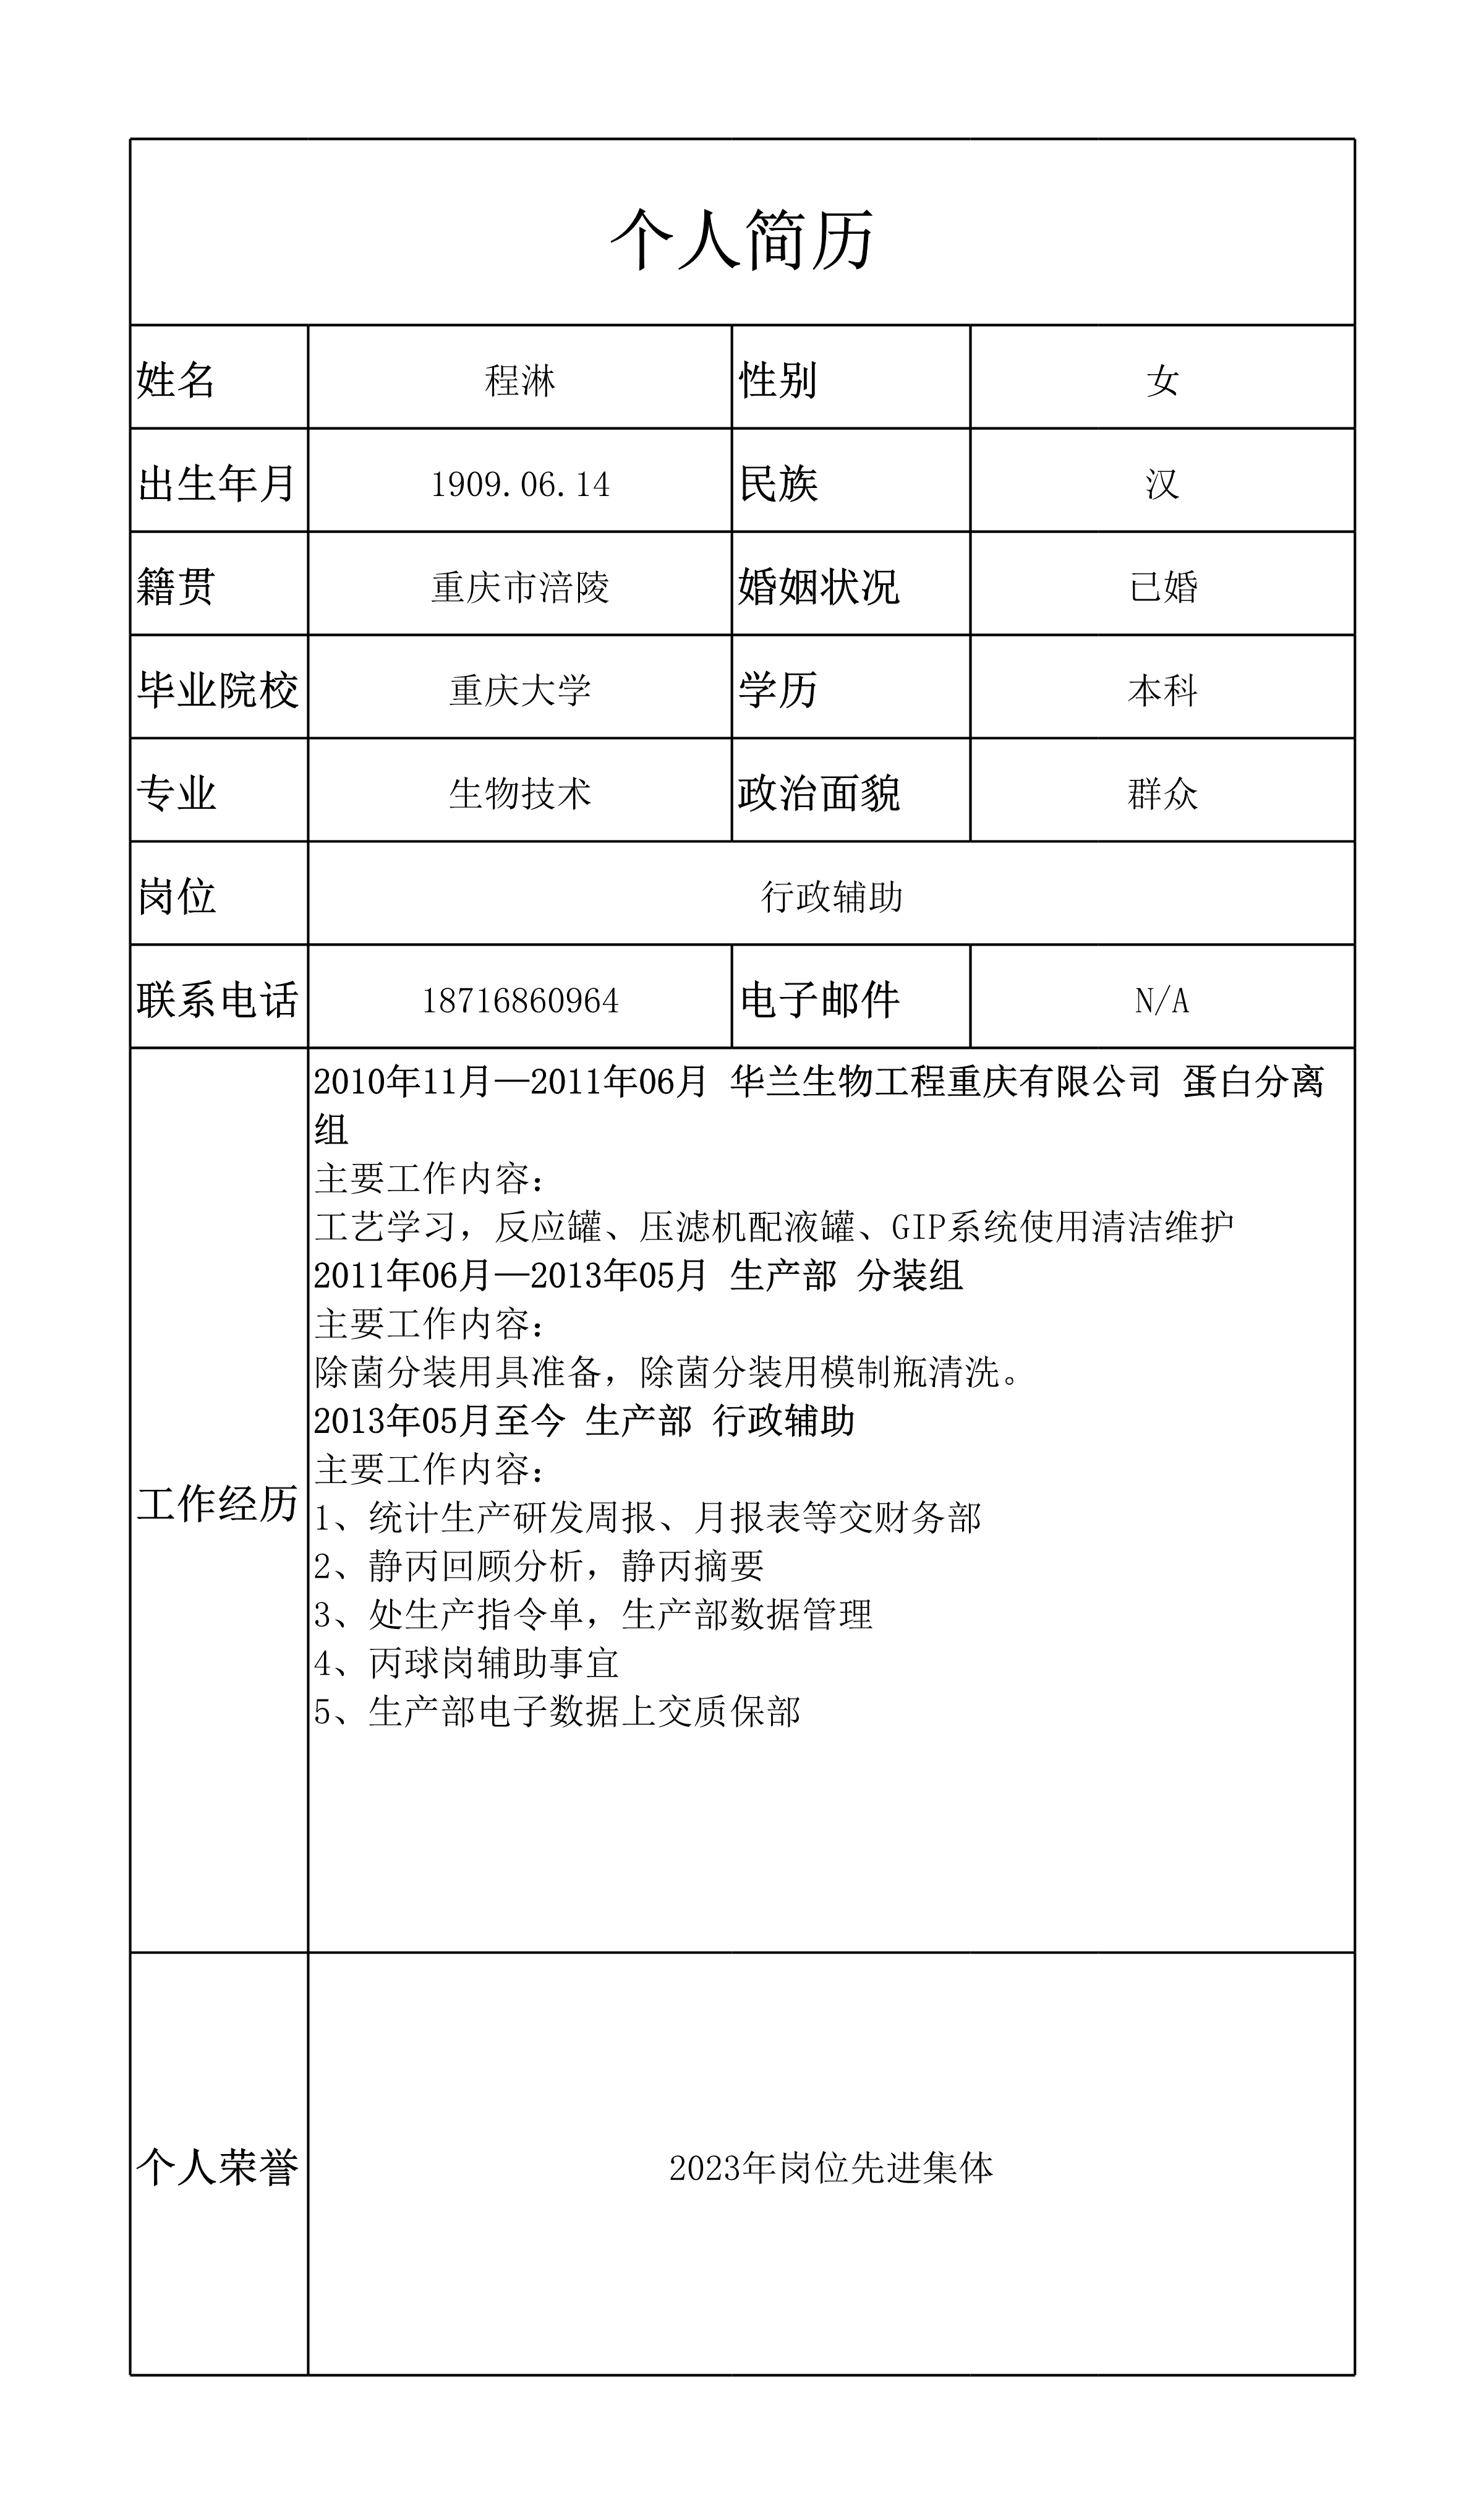 个人简历
姓名 程淋 性别 女
出生年月 1909.06.14 民族 汉
籍贯 重庆市涪陵 婚姻状况 已婚
毕业院校 重庆大学 学历 本科
专业 生物技术 政治面貌 群众
岗位 行政辅助
联系电话 18716860964 电子邮件 N/A
工作经历
2010年11月—2011年06月 华兰生物工程重庆有限公司 蛋白分离
组
主要工作内容：
工艺学习，反应罐、压滤机配液罐、GIP系统使用清洁维护
2011年06月—2013年05月 生产部 分装组
主要工作内容：
除菌分装用具准备，除菌分装用模制瓶清洗。
2013年05月至今 生产部 行政辅助
主要工作内容：
1、统计生产研发周报、月报表等交财务部
2、静丙回顾分析，静丙摘要
3、处生产指令单，生产部数据管理
4、丙球岗辅助事宜
5、生产部电子数据上交质保部
个人荣誉 2023年岗位先进集体